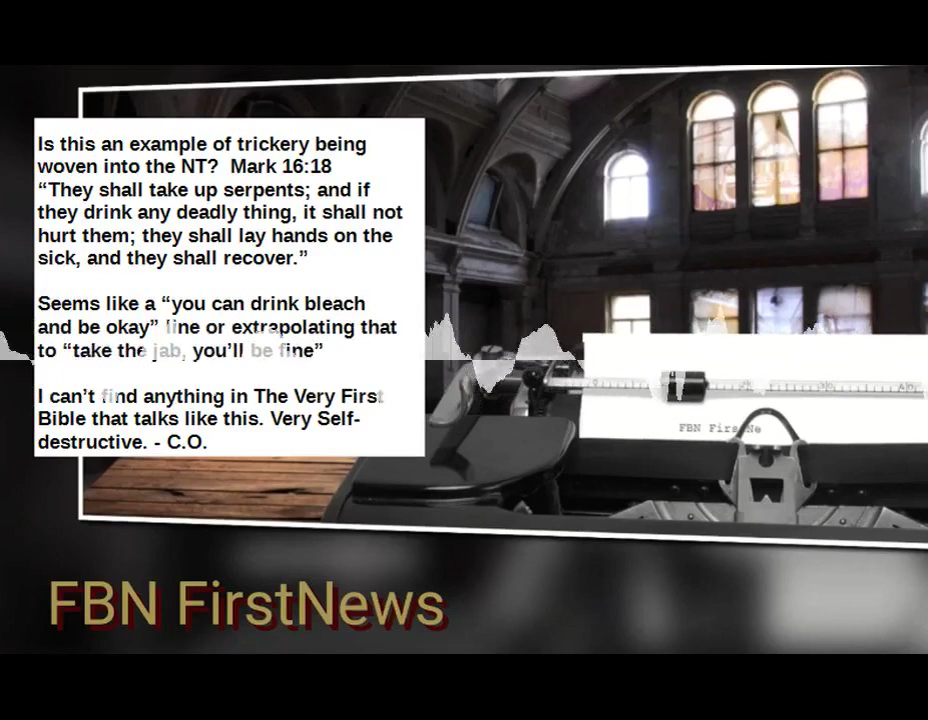 Is this an example of trickery being
woven into the NT?  Mark 16:18
“They shall take up serpents; and if
they drink any deadly thing, it shall not
hurt them; they shall lay hands on the
sick, and they shall recover.”
Seems like a “you can drink bleach
and be okay” line or extrapolating that
to “take the jab, you’ll be fine”
I can’t find anything in The Very First
Bible that talks like this. Very Self-
destructive. - C.O.
FBN FirstNe
FBN FirstNews